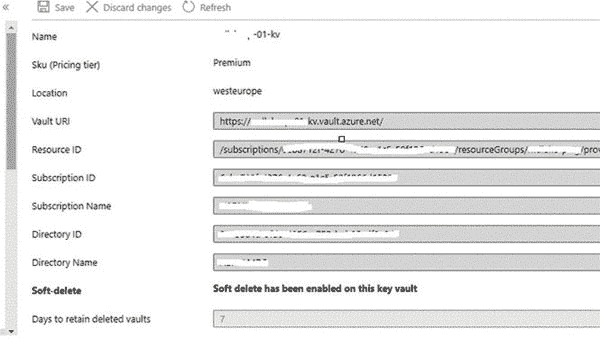 Save Discard changes Refresh
Name -01-kv
Sku (Pricing tier) Premium
Location westeurope
Vault URI https:// kv.vault.azure.net/
Resource ID /subscriptions/ /resourceGroups/ /prov
Subscription ID
Subscription Name
Directory ID
Directory Name
Soft-delete Soft delete has been enabled on this key vault
Days to retain deleted vaults 7